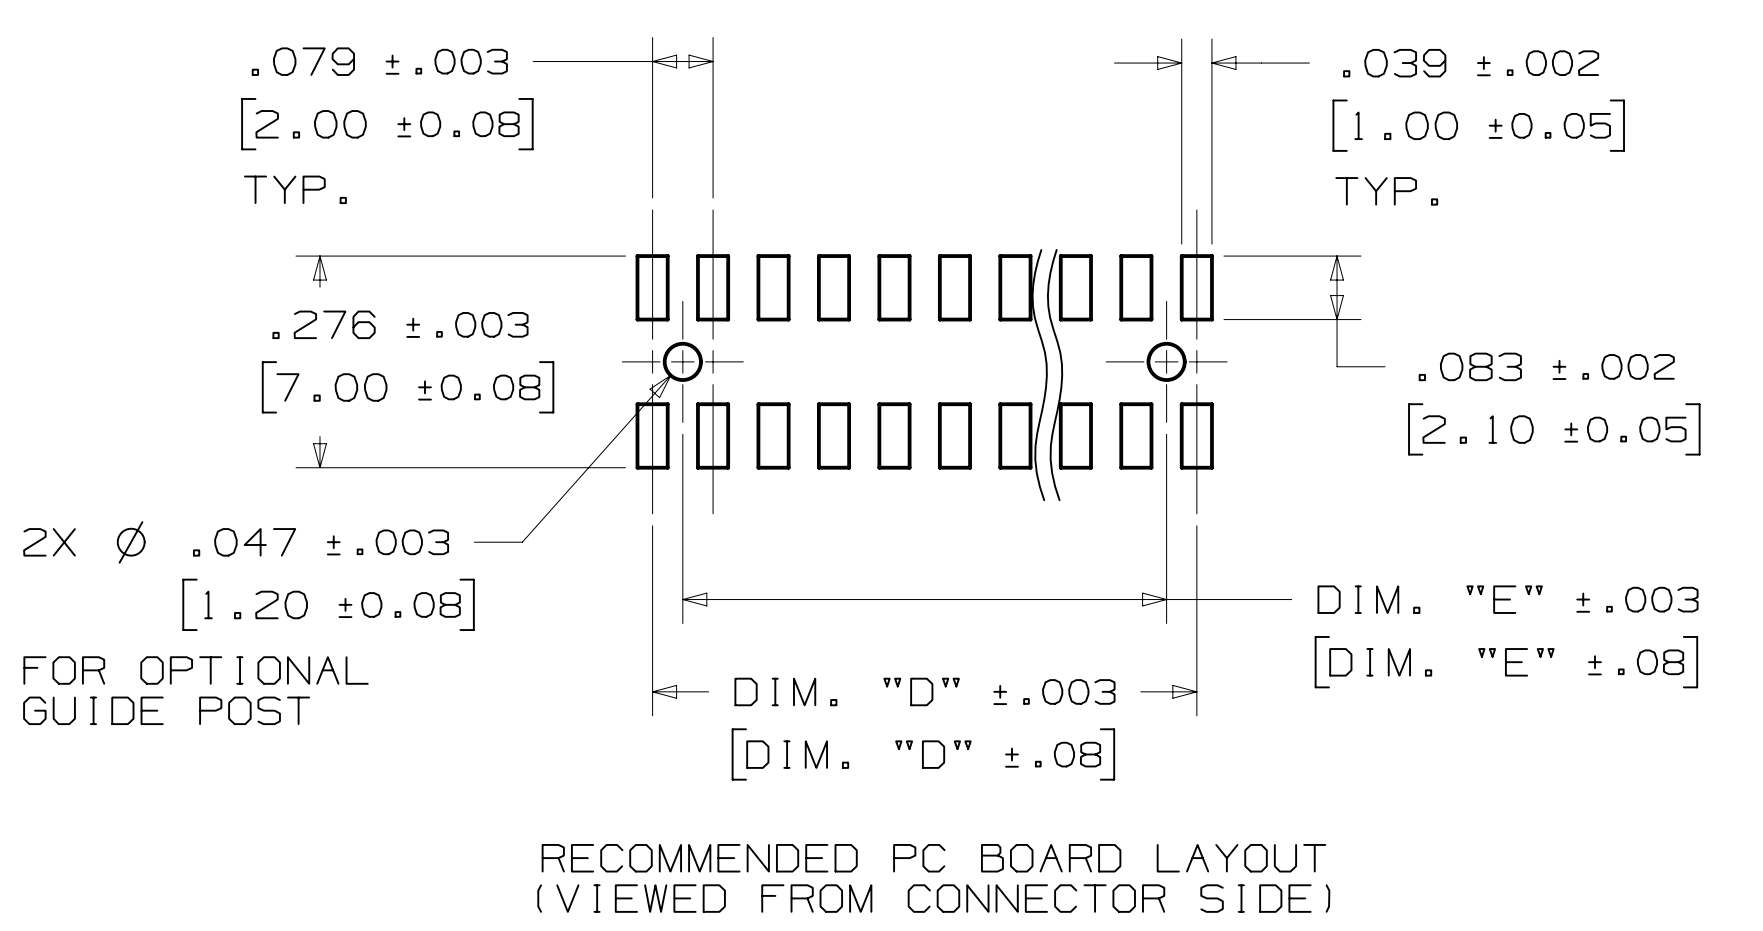 .079 ±.003
[2.00 ±0.08]
TYP.
.039 ±.002
[1.00 ±0.05]
TYP.
.276 ±.003
[7.00 ±0.08]
.083 ±.002
[2.10 ±0.05]
2X Ø .047 ±.003
[1.20 ±0.08]
FOR OPTIONAL
GUIDE POST
DIM. "E" ±.003
[DIM. "E" ±.08]
DIM. "D" ±.003
[DIM. "D" ±.08]
RECOMMENDED PC BOARD LAYOUT
(VIEWED FROM CONNECTOR SIDE)